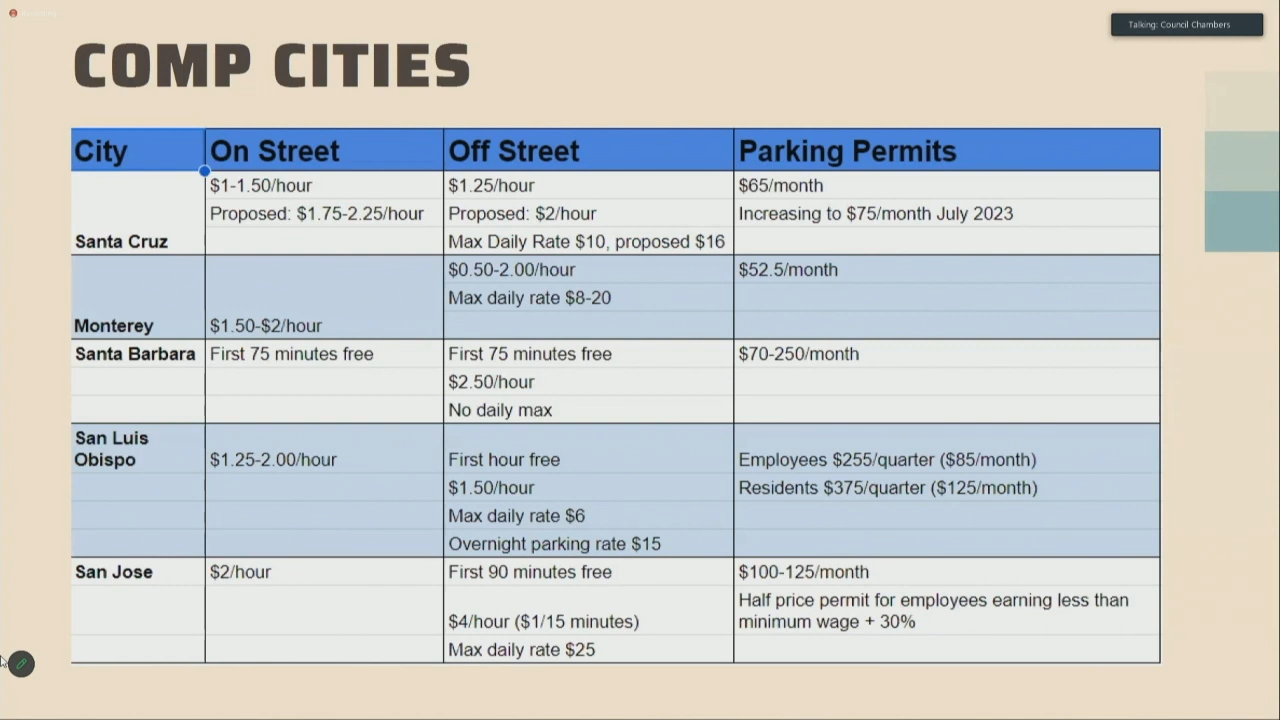 Talking: Council Chambers
COMP CITIES
City On Street Off Street Parking Permits
$1-1.50/hour $1.25/hour $65/month
Proposed: $1.75-2.25/hour Proposed: $2/hour Increasing to $75/month July 2023
Santa Cruz Max Daily Rate $10, proposed $16
$0.50-2.00/hour $52.5/month
Max daily rate $8-20
Monterey $1.50-$2/hour
Santa Barbara First 75 minutes free First 75 minutes free $70-250/month
$2.50/hour
No daily max
San Luis
Obispo $1.25-2.00/hour First hour free Employees $255/quarter ($85/month)
$1.50/hour Residents $375/quarter ($125/month)
Max daily rate $6
Overnight parking rate $15
San Jose $2/hour First 90 minutes free $100-125/month
Half price permit for employees earning less than
$4/hour ($1/15 minutes) minimum wage + 30%
Max daily rate $25